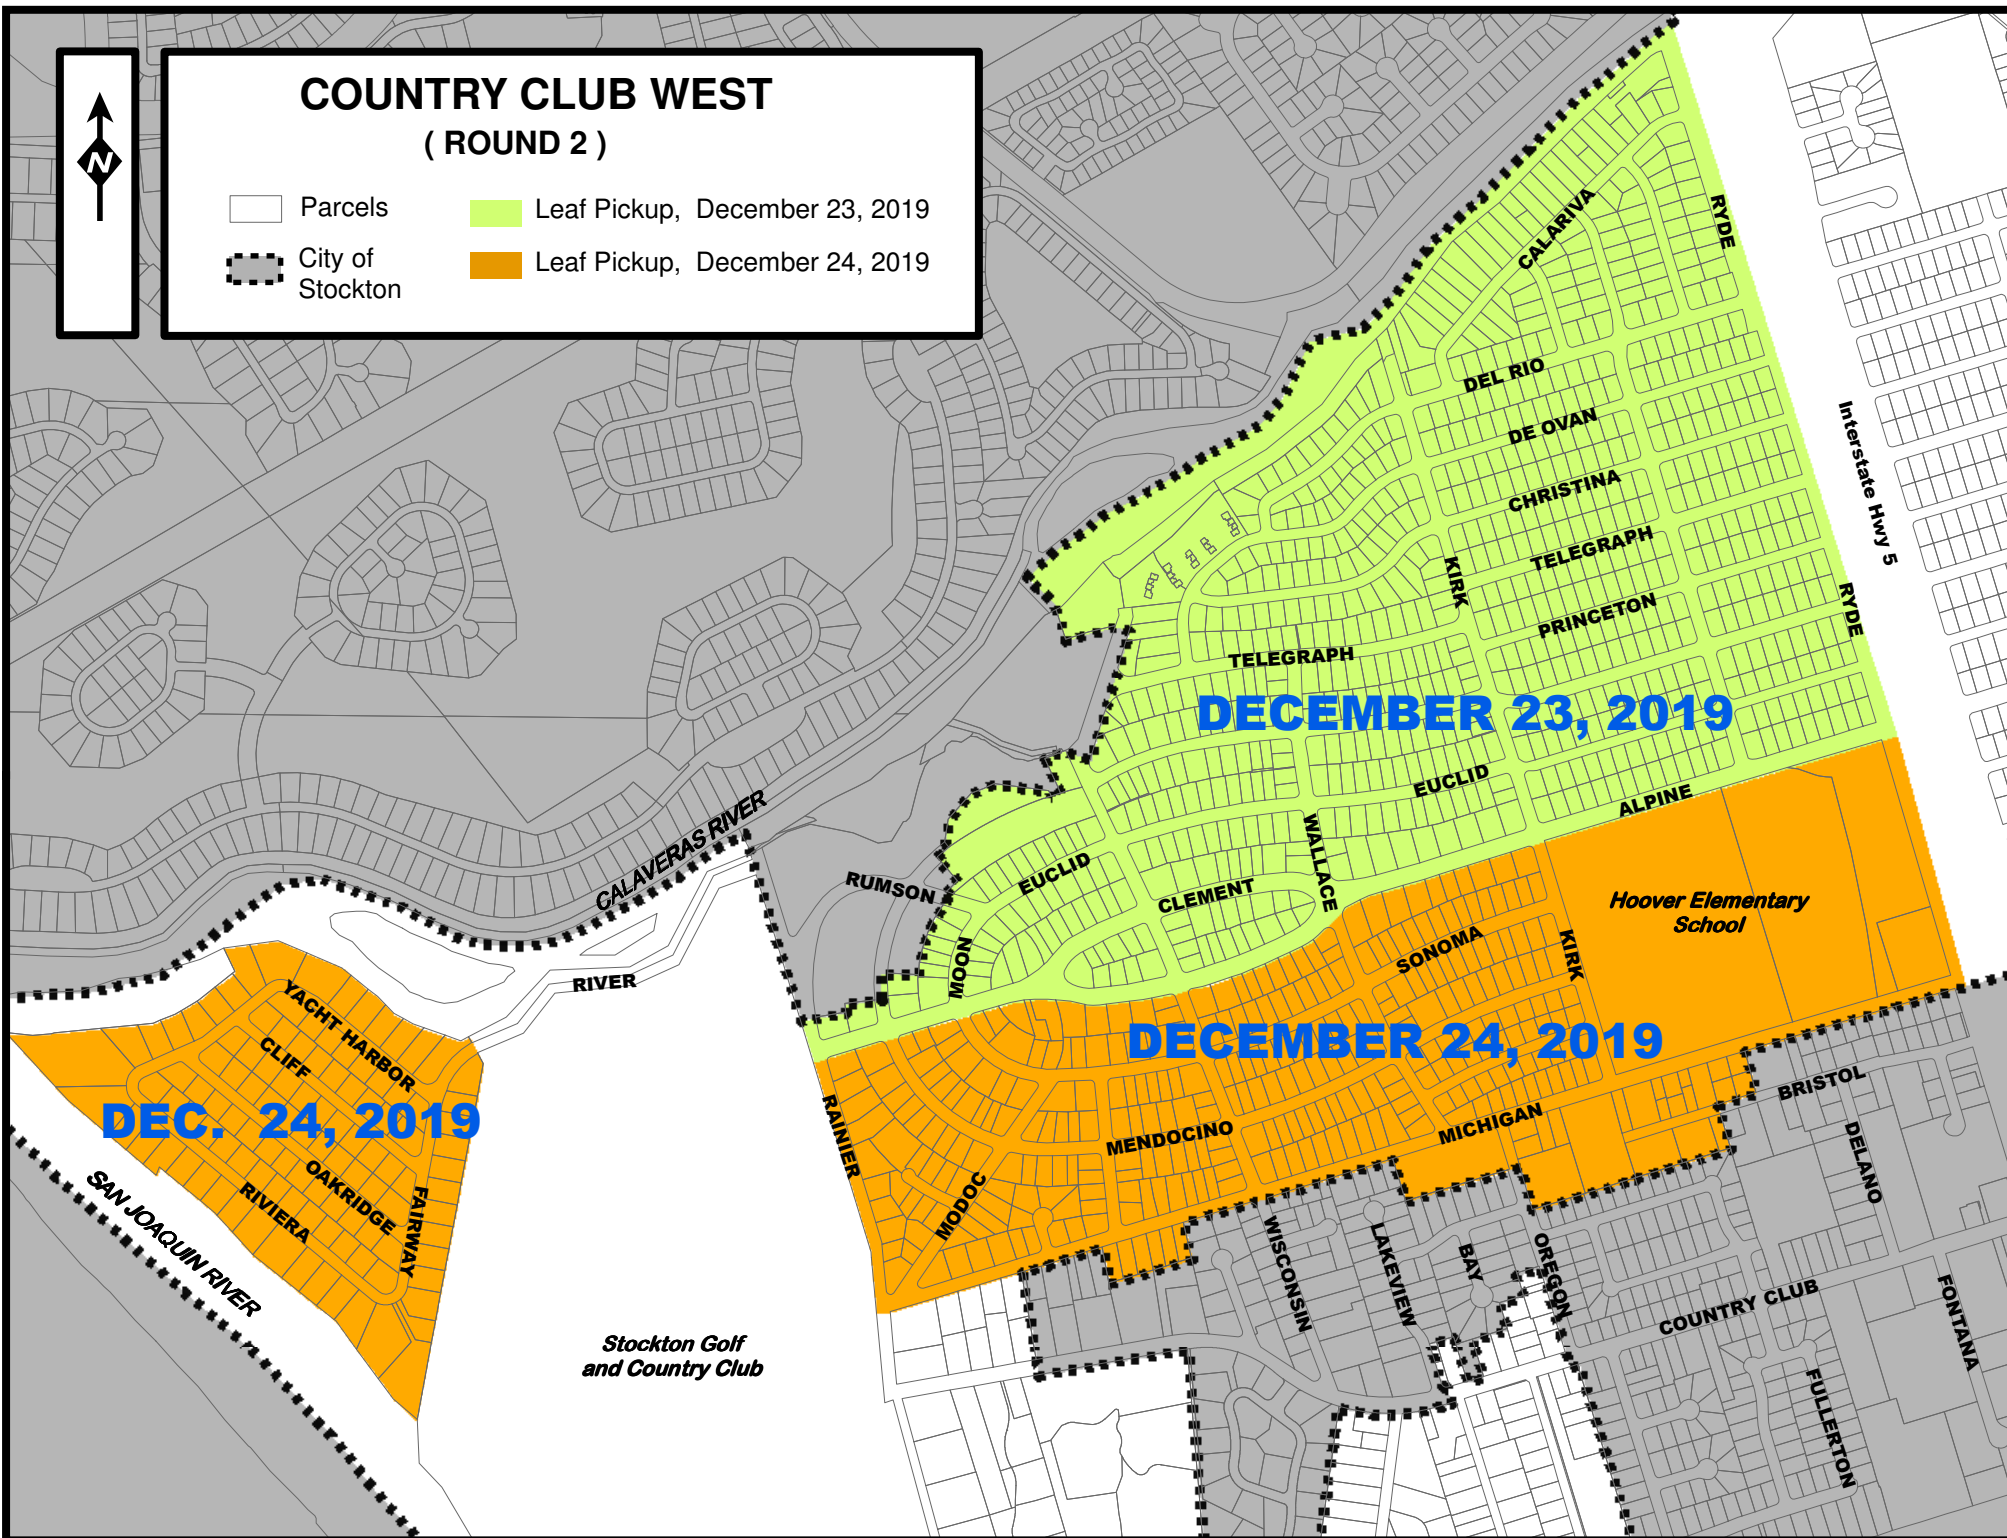 COUNTRY CLUB WEST
( ROUND 2 )
N
Parcels
City of
Stockton
Leaf Pickup, December 23, 2019
Leaf Pickup, December 24, 2019
CALARIVA
RYDE
DEL RIO
DE OVAN
CHRISTINA
TELEGRAPH
PRINCETON
KIRK
Interstate Hwy 5
RYDE
TELEGRAPH
DECEMBER 23, 2019
EUCLID
ALPINE
WALLACE
EUCLID
CLEMENT
RUMSON
MOON
CALAVERAS RIVER
RIVER
Hoover Elementary
School
SONOMA
KIRK
DECEMBER 24, 2019
YACHT HARBOR
CLIFF
DEC. 24, 2019
OAKRIDGE
RIVIERA
FAIRWAY
SAN JOAQUIN RIVER
RAINIER
MODOC
MENDOCINO
MICHIGAN
BRISTOL
DELANO
WISCONSIN
LAKEVIEW
BAY
OREGON
COUNTRY CLUB
FONTANA
FULLERTON
Stockton Golf
and Country Club